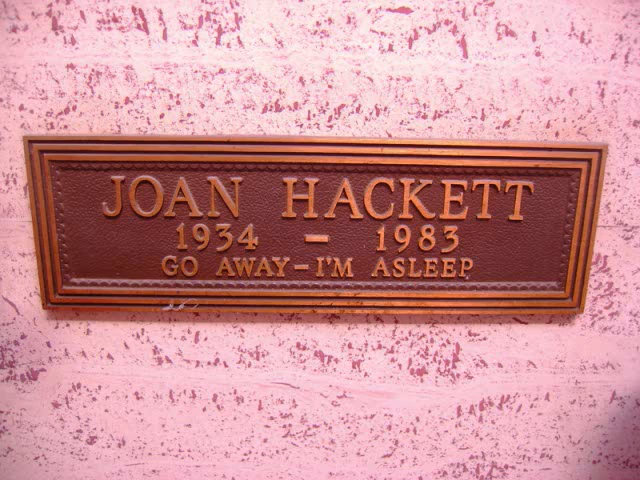 JOAN HACKETT
1934 – 1983
GO AWAY – I'M ASLEEP